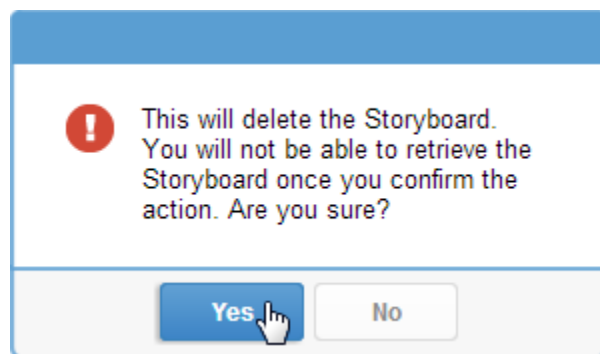 This will delete the Storyboard.
You will not be able to retrieve the
Storyboard once you confirm the
action. Are you sure?
Yes
No